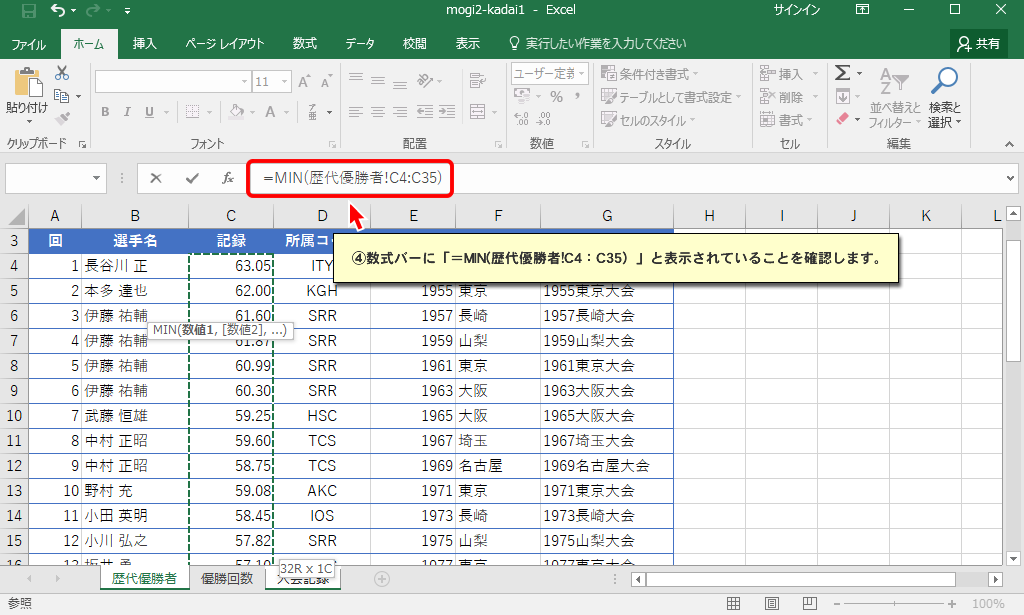 mogi2-kadai1 - Excel サインイン
ファイル ホーム 挿入 ページ レイアウト 数式 データ 校閲 表示 実行したい作業を入力してください 共有
貼り付け 11 A A ユーザー定義 条件付き書式 挿入 Σ
B I U A 亜 % , テーブルとして書式設定 削除 並べ替えと フィルター 検索と 選択
セルのスタイル 書式
クリップボード フォント 配置 数値 スタイル セル 編集
fx =MIN(歴代優勝者!C4:C35)
A B C D E F G H I J K L
3 回 選手名 記録 所属コ
④数式バーに「＝MIN(歴代優勝者!C4：C35）」と表示されていることを確認します。
4 1 長谷川 正 63.05 ITY
5 2 本多 達也 62.00 KGH 1955 東京 1955東京大会
6 3 伊藤 祐輔 61.60 SRR 1957 長崎 1957長崎大会
MIN(数値1, [数値2], ...)
7 4 伊藤 祐輔 61.87 SRR 1959 山梨 1959山梨大会
8 5 伊藤 祐輔 60.99 SRR 1961 東京 1961東京大会
9 6 伊藤 祐輔 60.30 SRR 1963 大阪 1963大阪大会
10 7 武藤 恒雄 59.25 HSC 1965 大阪 1965大阪大会
11 8 中村 正昭 59.60 TCS 1967 埼玉 1967埼玉大会
12 9 中村 正昭 58.75 TCS 1969 名古屋 1969名古屋大会
13 10 野村 充 59.08 AKC 1971 東京 1971東京大会
14 11 小田 英明 58.45 IOS 1973 長崎 1973長崎大会
15 12 小川 弘之 57.82 SRR 1975 山梨 1975山梨大会
32R x 1C
歴代優勝者 優勝回数 大会記録
参照 100%